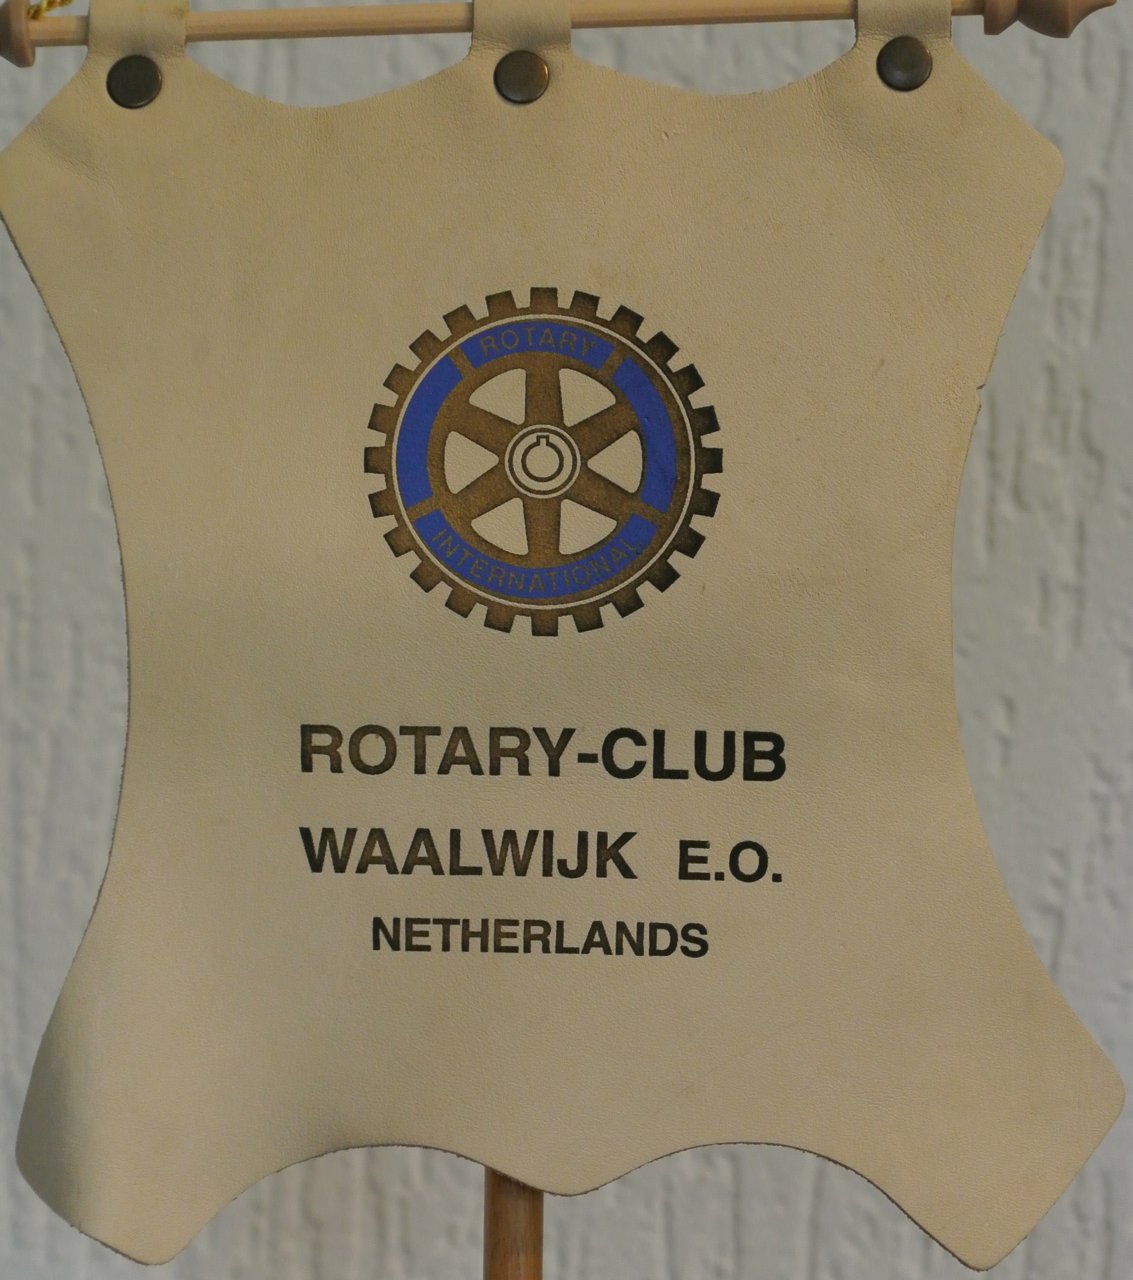 ROTARY
INTERNATIONAL
ROTARY-CLUB
WAALWIJK E.O.
NETHERLANDS